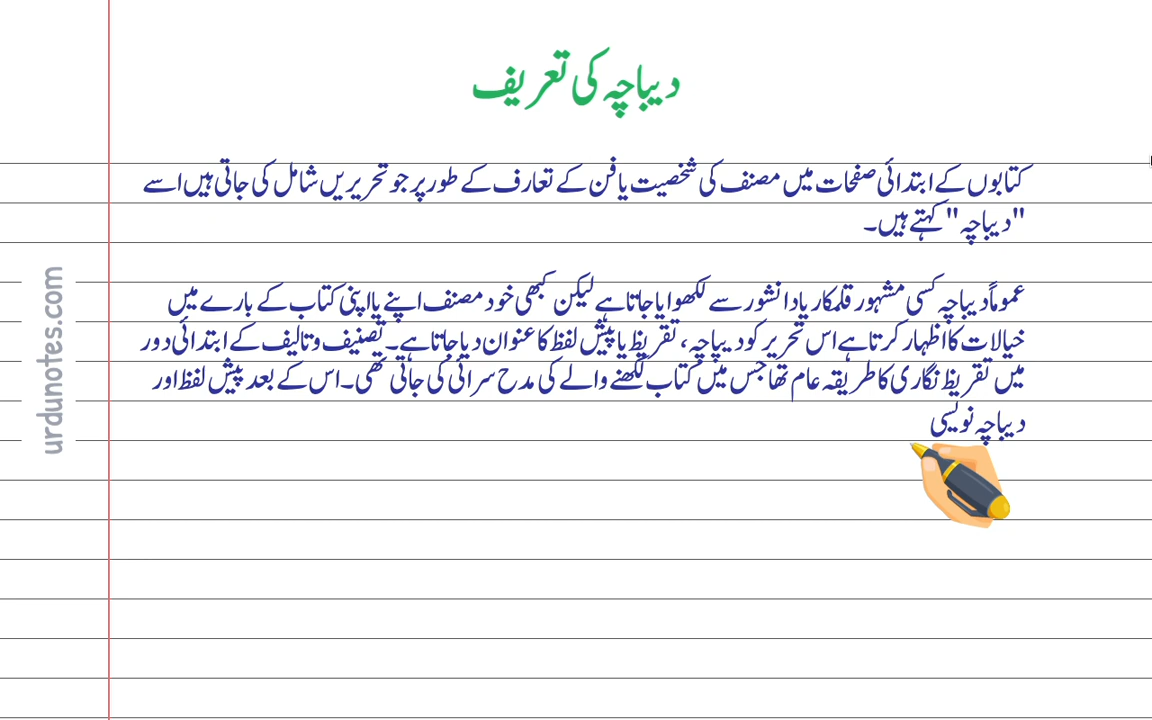 دیباچہ کی تعریف
کتابوں کے ابتدائی صفحات میں مصنف کی شخصیت یا فن کے تعارف کے طور پر جو تحریریں شامل کی جاتی ہیں اسے
"دیباچہ" کہتے ہیں۔
عموماً دیباچہ کسی مشہور قلمکار یا دانشور سے لکھوایا جاتا ہے لیکن کبھی خود مصنف اپنے یا اپنی کتاب کے بارے میں
خیالات کا اظہار کرتا ہے اس تحریر کو دیباچہ، تقریظ یا پیش لفظ کا عنوان دیا جاتا ہے۔ تصنیف و تالیف کے ابتدائی دور
میں تقریظ نگاری کا طریقہ عام تھا جس میں کتاب لکھنے والے کی مدح سرائی کی جاتی تھی۔ اس کے بعد پیش لفظ اور
دیباچہ نویسی
urdunotes.com